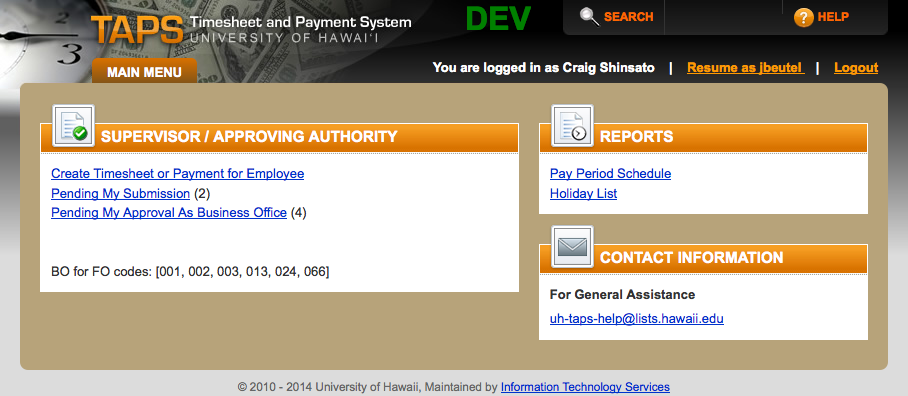 TAPS Timesheet and Payment System
UNIVERSITY OF HAWAI'I
DEV
SEARCH
HELP
3
MAIN MENU
You are logged in as Craig Shinsato | Resume as jbeutel | Logout
SUPERVISOR / APPROVING AUTHORITY
Create Timesheet or Payment for Employee
Pending My Submission (2)
Pending My Approval As Business Office (4)
BO for FO codes: [001, 002, 003, 013, 024, 066]
REPORTS
Pay Period Schedule
Holiday List
CONTACT INFORMATION
For General Assistance
uh-taps-help@lists.hawaii.edu
© 2010 - 2014 University of Hawaii, Maintained by Information Technology Services